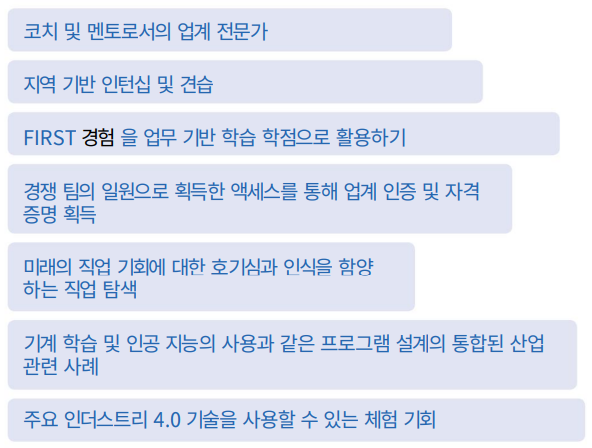 코치 및 멘토로서의 업계 전문가
지역 기반 인턴십 및 견습
FIRST 경험 을 업무 기반 학습 학점으로 활용하기
경쟁 팀의 일원으로 획득한 액세스를 통해 업계 인증 및 자격
증명 획득
미래의 직업 기회에 대한 호기심과 인식을 함양
하는 직업 탐색
기계 학습 및 인공 지능의 사용과 같은 프로그램 설계의 통합된 산업
관련 사례
주요 인더스트리 4.0 기술을 사용할 수 있는 체험 기회